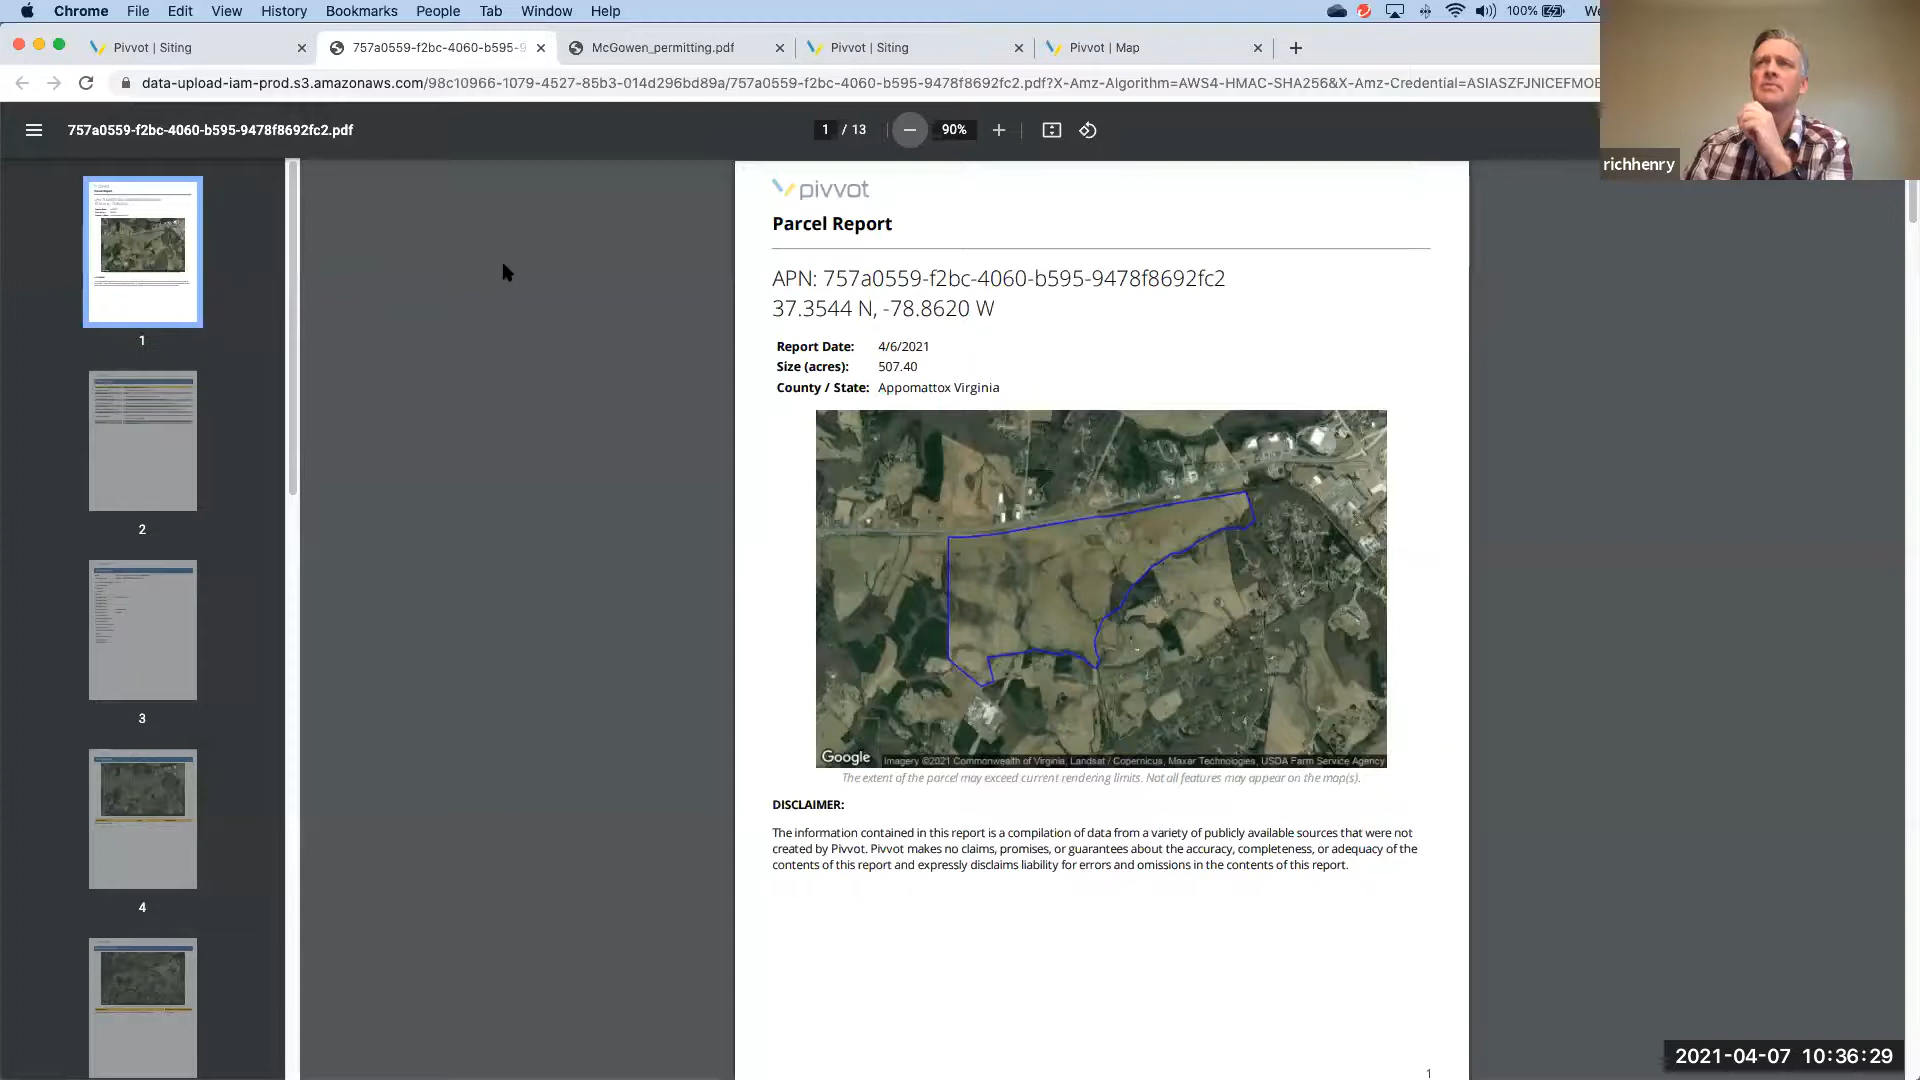 Chrome File Edit View History Bookmarks People Tab Window Help 100%
Pivvot | Siting
757a0559-f2bc-4060-b595-9
McGowen_permitting.pdf
Pivvot | Siting
Pivvot | Map
data-upload-iam-prod.s3.amazonaws.com/98c10966-1079-4527-85b3-014d296bd89a/757a0559-f2bc-4060-b595-9478f8692fc2.pdf?X-Amz-Algorithm=AWS4-HMAC-SHA256&X-Amz-Credential=ASIASZFJNICEFMOE
757a0559-f2bc-4060-b595-9478f8692fc2.pdf
1 / 13
90%
richhenry
1
2
3
4
pivvot
Parcel Report
APN: 757a0559-f2bc-4060-b595-9478f8692fc2
37.3544 N, -78.8620 W
Report Date: 4/6/2021
Size (acres): 507.40
County / State: Appomattox Virginia
Google
Imagery ©2021 Commonwealth of Virginia, Landsat / Copernicus, Maxar Technologies, USDA Farm Service Agency
The extent of the parcel may exceed current rendering limits. Not all features may appear on the map(s).
DISCLAIMER:
The information contained in this report is a compilation of data from a variety of publicly available sources that were not
created by Pivvot. Pivvot makes no claims, promises, or guarantees about the accuracy, completeness, or adequacy of the
contents of this report and expressly disclaims liability for errors and omissions in the contents of this report.
1
2021-04-07 10:36:29